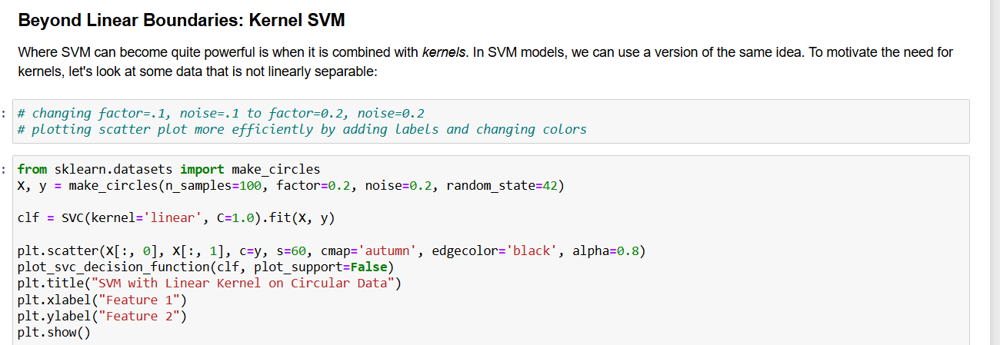 Beyond Linear Boundaries: Kernel SVM
Where SVM can become quite powerful is when it is combined with kernels. In SVM models, we can use a version of the same idea. To motivate the need for
kernels, let's look at some data that is not linearly separable:
: # changing factor=.1, noise=.1 to factor=0.2, noise=0.2
# plotting scatter plot more efficiently by adding labels and changing colors
: from sklearn.datasets import make_circles
X, y = make_circles(n_samples=100, factor=0.2, noise=0.2, random_state=42)
clf = SVC(kernel='linear', C=1.0).fit(X, y)
plt.scatter(X[:, 0], X[:, 1], c=y, s=60, cmap='autumn', edgecolor='black', alpha=0.8)
plot_svc_decision_function(clf, plot_support=False)
plt.title("SVM with Linear Kernel on Circular Data")
plt.xlabel("Feature 1")
plt.ylabel("Feature 2")
plt.show()